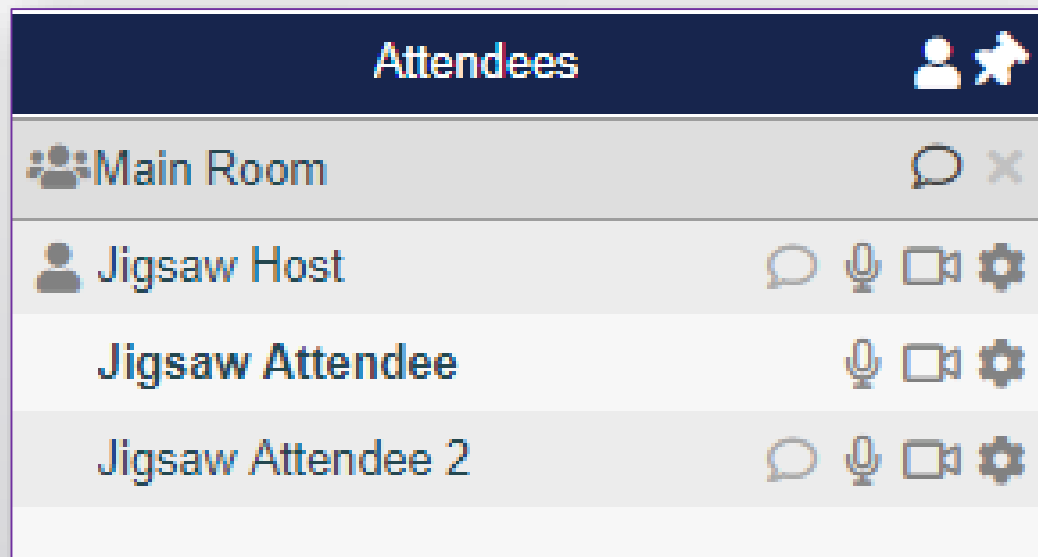 Attendees
Main Room
Jigsaw Host
Jigsaw Attendee
Jigsaw Attendee 2